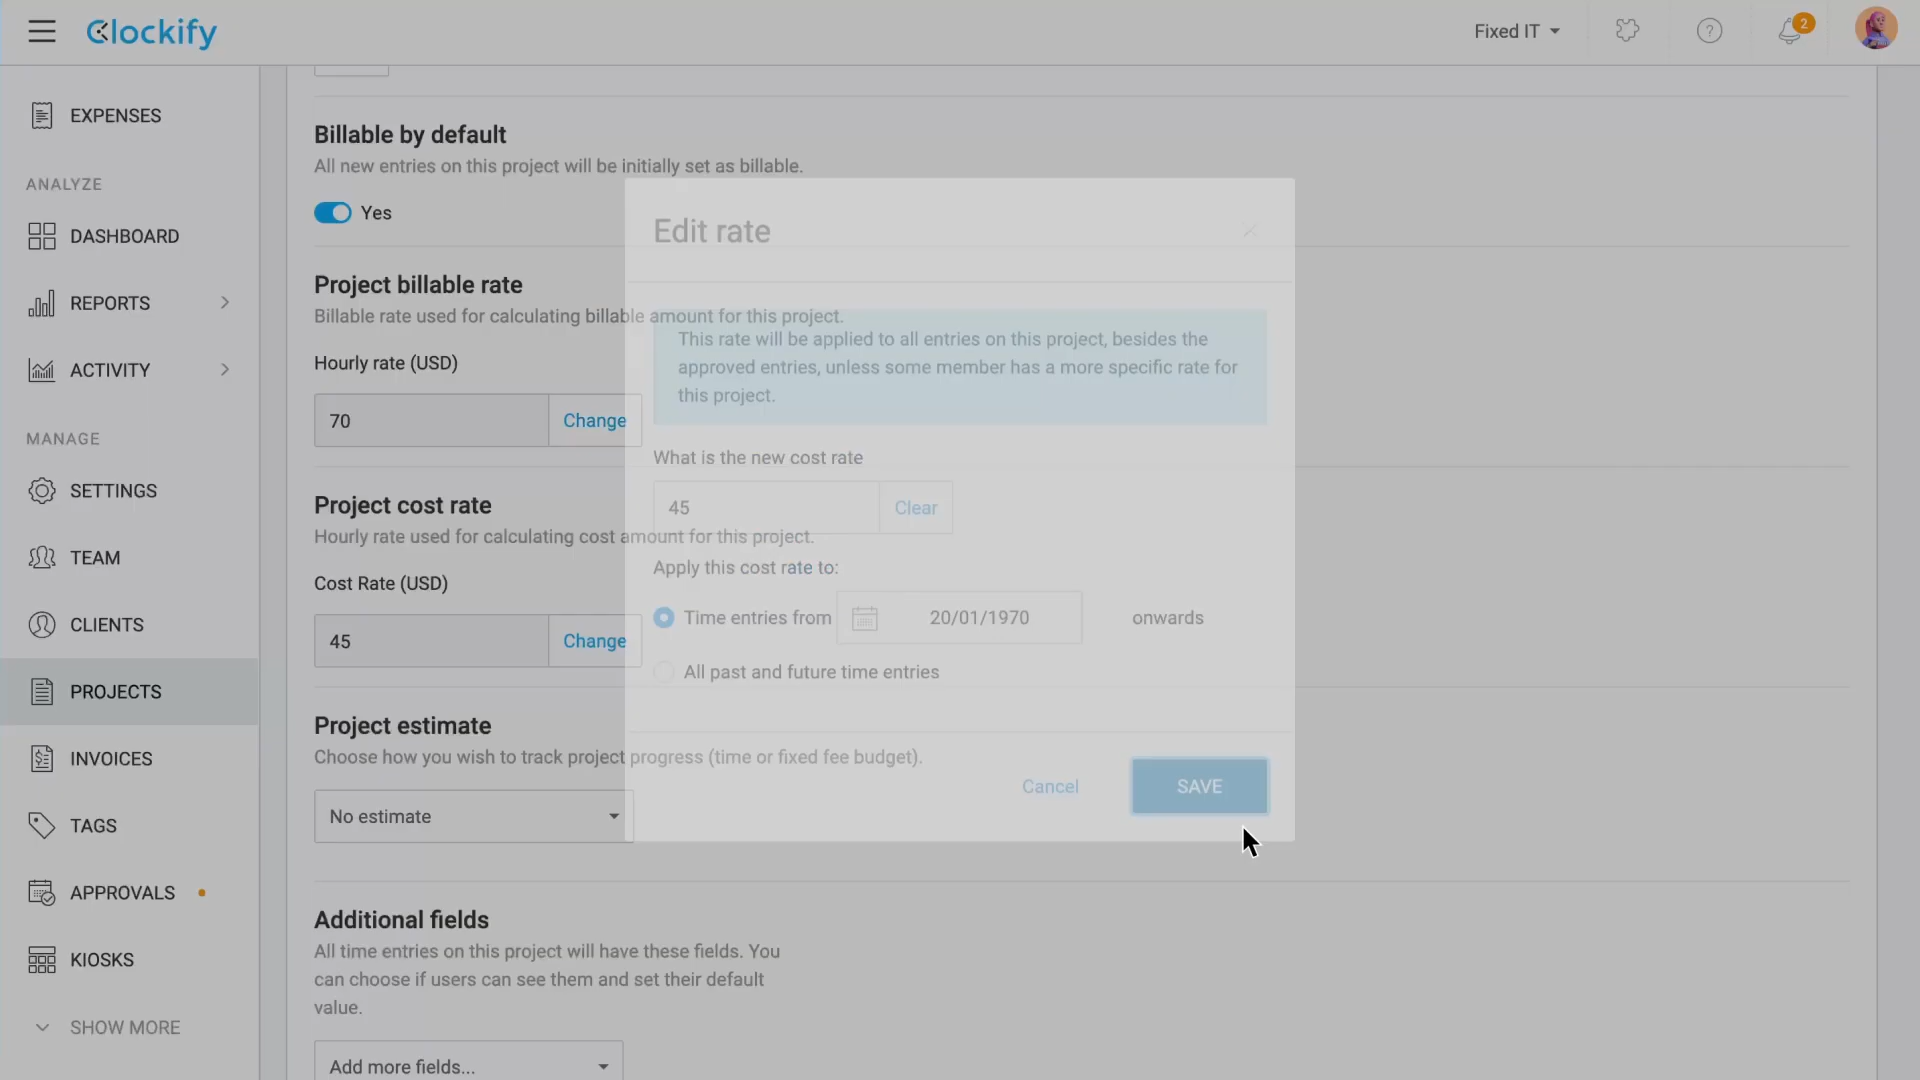 Clockify
Fixed IT
2
EXPENSES
ANALYZE
DASHBOARD
REPORTS
ACTIVITY
MANAGE
SETTINGS
TEAM
CLIENTS
PROJECTS
INVOICES
TAGS
APPROVALS
KIOSKS
SHOW MORE
Billable by default
All new entries on this project will be initially set as billable.
Yes
Project billable rate
Billable rate used for calculating billable amount for this project.
Hourly rate (USD)
70
Change
Project cost rate
Hourly rate used for calculating cost amount for this project.
Cost Rate (USD)
45
Change
Project estimate
Choose how you wish to track project progress (time or fixed fee budget).
No estimate
Additional fields
All time entries on this project will have these fields. You
can choose if users can see them and set their default
value.
Add more fields...
Edit rate
This rate will be applied to all entries on this project, besides the
approved entries, unless some member has a more specific rate for
this project.
What is the new cost rate
45
Clear
Apply this cost rate to:
Time entries from 20/01/1970 onwards
All past and future time entries
Cancel
SAVE